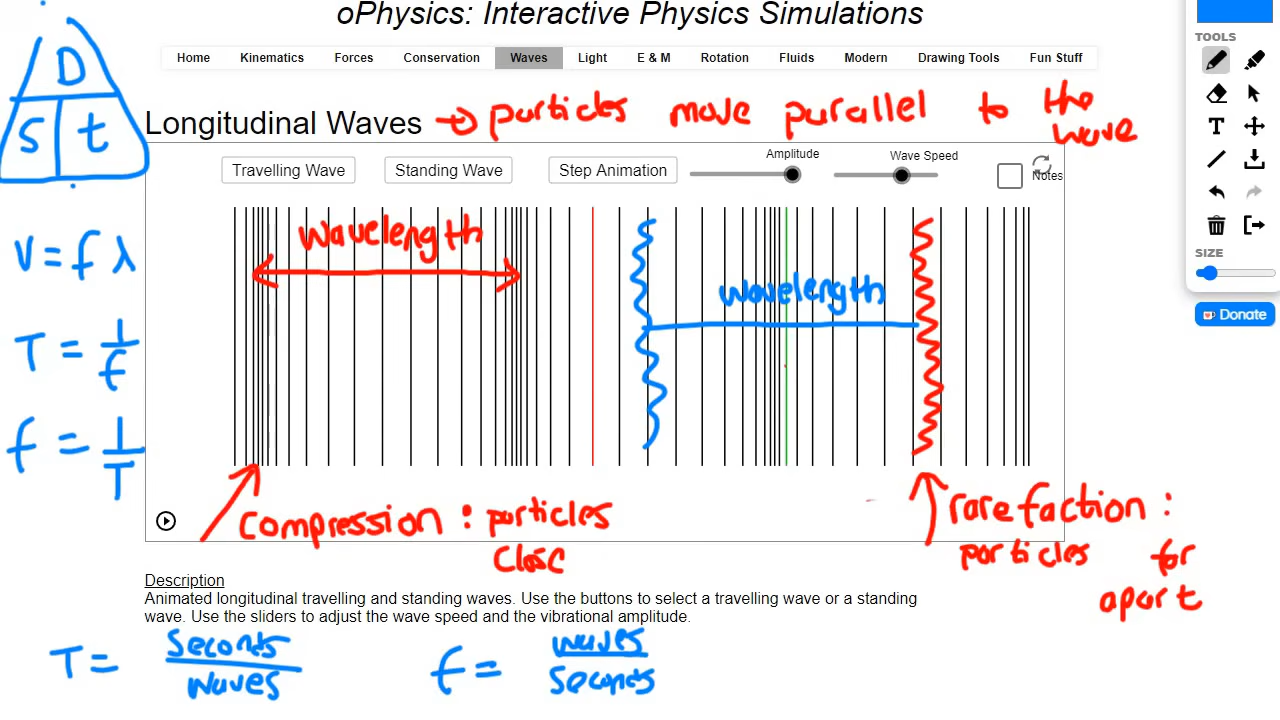 oPhysics: Interactive Physics Simulations
TOOLS
Home Kinematics Forces Conservation Waves Light E & M Rotation Fluids Modern Drawing Tools Fun Stuff
D
S t
Longitudinal Waves → particles move parallel to the wave
Travelling Wave Standing Wave Step Animation Amplitude Wave Speed Notes
T
SIZE
Donate
wavelength
wavelength
V = f λ
T = 1/f
f = 1/T
compression : particles
close
rarefaction :
particles far
apart
Description
Animated longitudinal travelling and standing waves. Use the buttons to select a travelling wave or a standing
wave. Use the sliders to adjust the wave speed and the vibrational amplitude.
T = seconds/waves
f = waves/seconds